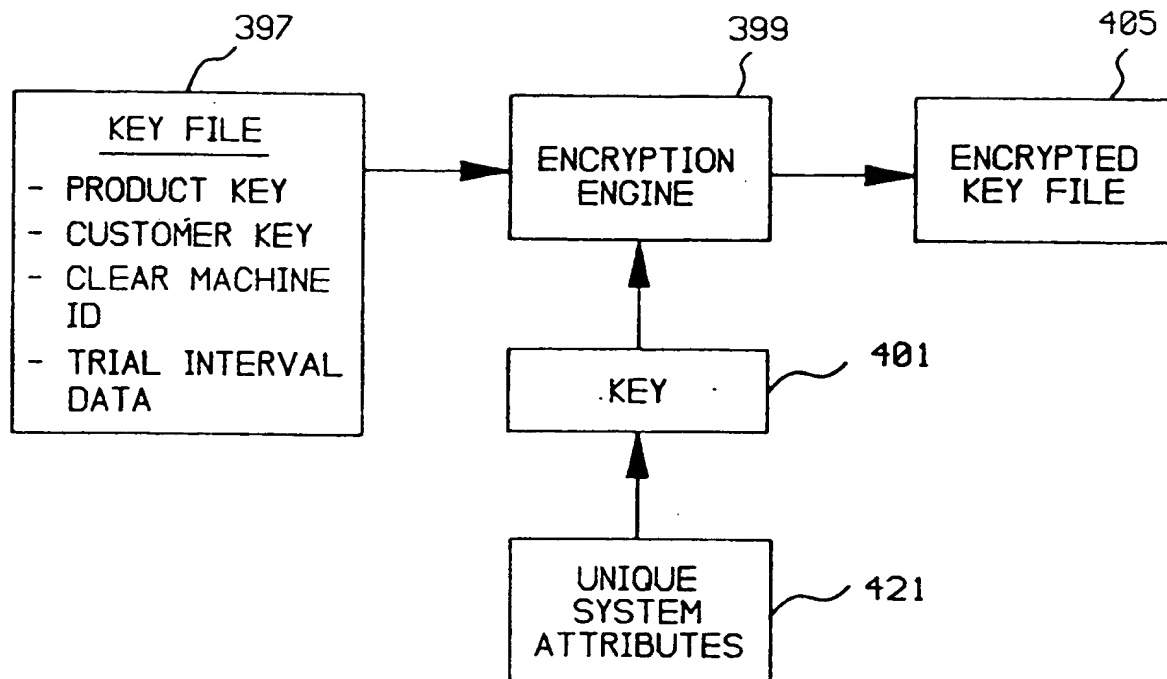 397
399
405
KEY FILE
- PRODUCT KEY
- CUSTOMER KEY
- CLEAR MACHINE
ID
- TRIAL INTERVAL
DATA
ENCRYPTION
ENGINE
ENCRYPTED
KEY FILE
KEY
401
UNIQUE
SYSTEM
ATTRIBUTES
421